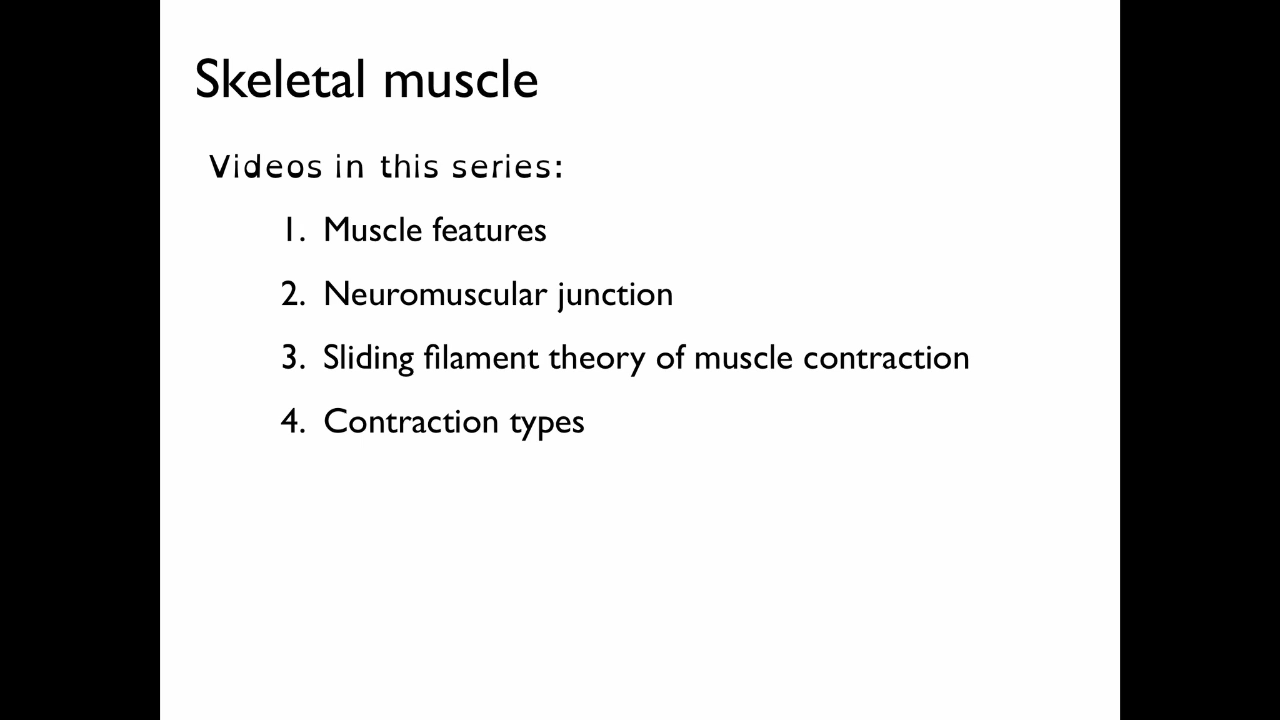 Skeletal muscle
Videos in this series:
1. Muscle features
2. Neuromuscular junction
3. Sliding filament theory of muscle contraction
4. Contraction types